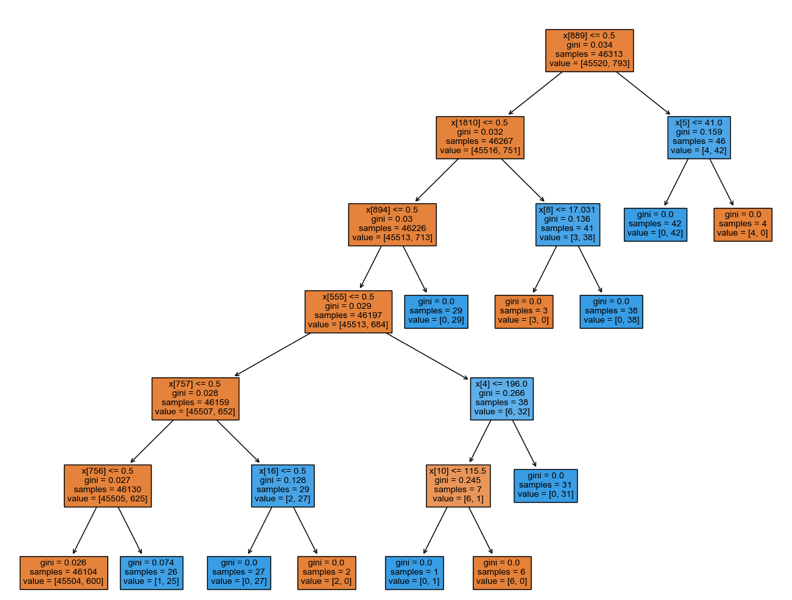 x[889] <= 0.5
gini = 0.034
samples = 46313
value = [45520, 793]
x[1810] <= 0.5
gini = 0.032
samples = 46267
value = [45516, 751]
x[5] <= 41.0
gini = 0.159
samples = 46
value = [4, 42]
x[894] <= 0.5
gini = 0.03
samples = 46226
value = [45513, 713]
x[8] <= 17.031
gini = 0.136
samples = 41
value = [3, 38]
gini = 0.0
samples = 42
value = [0, 42]
gini = 0.0
samples = 4
value = [4, 0]
x[555] <= 0.5
gini = 0.029
samples = 46197
value = [45513, 684]
gini = 0.0
samples = 29
value = [0, 29]
gini = 0.0
samples = 3
value = [3, 0]
gini = 0.0
samples = 38
value = [0, 38]
x[757] <= 0.5
gini = 0.028
samples = 46159
value = [45507, 652]
x[4] <= 196.0
gini = 0.266
samples = 38
value = [6, 32]
x[756] <= 0.5
gini = 0.027
samples = 46130
value = [45505, 625]
x[16] <= 0.5
gini = 0.128
samples = 29
value = [2, 27]
x[10] <= 115.5
gini = 0.245
samples = 7
value = [6, 1]
gini = 0.0
samples = 31
value = [0, 31]
gini = 0.026
samples = 46104
value = [45504, 600]
gini = 0.074
samples = 26
value = [1, 25]
gini = 0.0
samples = 27
value = [0, 27]
gini = 0.0
samples = 2
value = [2, 0]
gini = 0.0
samples = 1
value = [0, 1]
gini = 0.0
samples = 6
value = [6, 0]